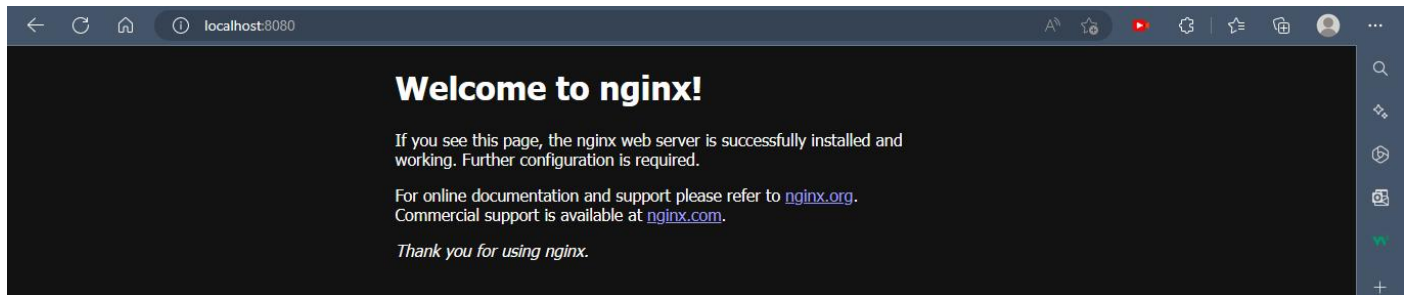 localhost:8080
Welcome to nginx!
If you see this page, the nginx web server is successfully installed and
working. Further configuration is required.
For online documentation and support please refer to nginx.org.
Commercial support is available at nginx.com.
Thank you for using nginx.